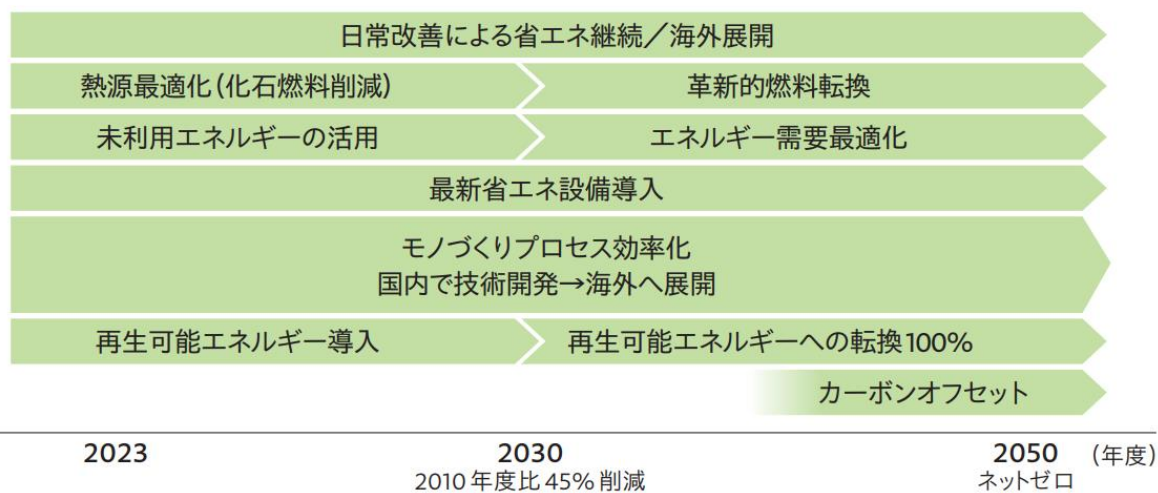 日常改善による省エネ継続／海外展開
熱源最適化（化石燃料削減）
革新的燃料転換
未利用エネルギーの活用
エネルギー需要最適化
最新省エネ設備導入
モノづくりプロセス効率化
国内で技術開発→海外へ展開
再生可能エネルギー導入
再生可能エネルギーへの転換100%
カーボンオフセット
2023
2030
2050
（年度）
2010年度比45%削減
ネットゼロ